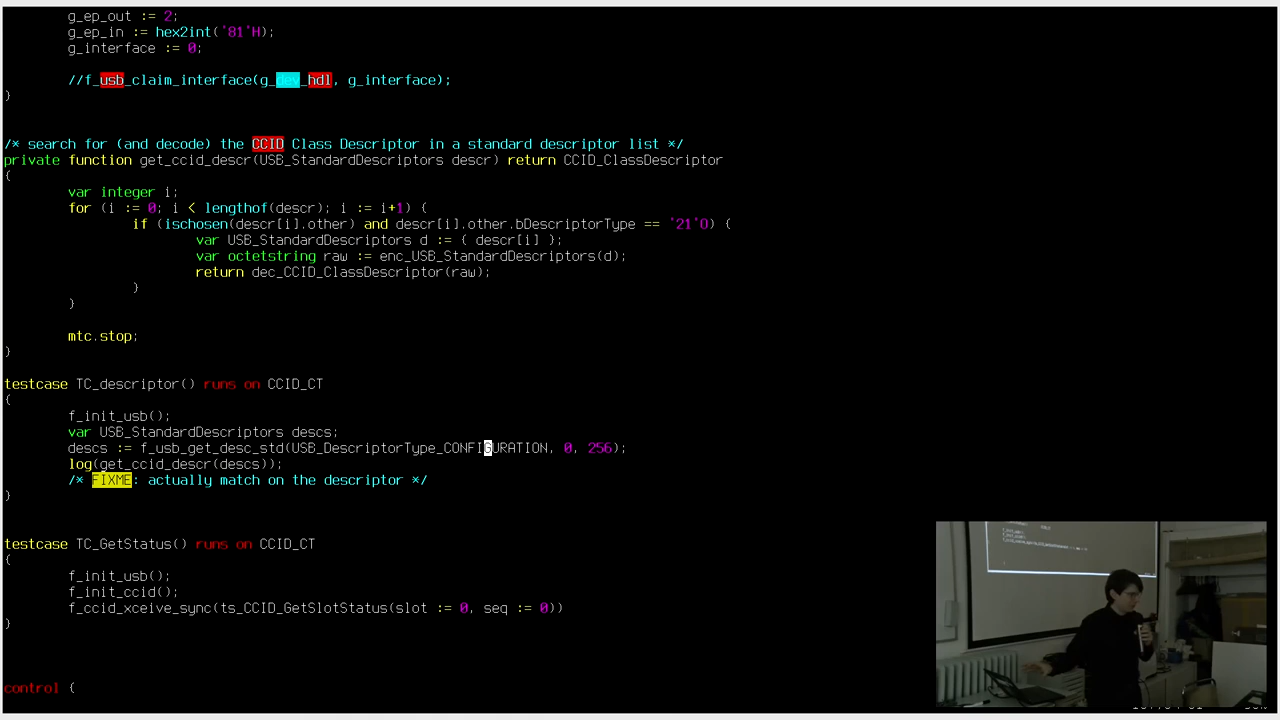 g_ep_out := 2;
g_ep_in := hex2int('81'H);
g_interface := 0;
//f_usb_claim_interface(g_dev_hdl, g_interface);
}
/* search for (and decode) the CCID Class Descriptor in a standard descriptor list */
private function get_ccid_descr(USB_StandardDescriptors descr) return CCID_ClassDescriptor
{
var integer i;
for (i := 0; i < lengthof(descr); i := i+1) {
if (ischosen(descr[i].other) and descr[i].other.bDescriptorType == '21'O) {
var USB_StandardDescriptors d := { descr[i] };
var octetstring raw := enc_USB_StandardDescriptors(d);
return dec_CCID_ClassDescriptor(raw);
}
}
mtc.stop;
}
testcase TC_descriptor() runs on CCID_CT
{
f_init_usb();
var USB_StandardDescriptors descs;
descs := f_usb_get_desc_std(USB_DescriptorType_CONFIGURATION, 0, 256);
log(get_ccid_descr(descs));
/* FIXME: actually match on the descriptor */
}
testcase TC_GetStatus() runs on CCID_CT
{
f_init_usb();
f_init_ccid();
f_ccid_xceive_sync(ts_CCID_GetSlotStatus(slot := 0, seq := 0))
}
control {